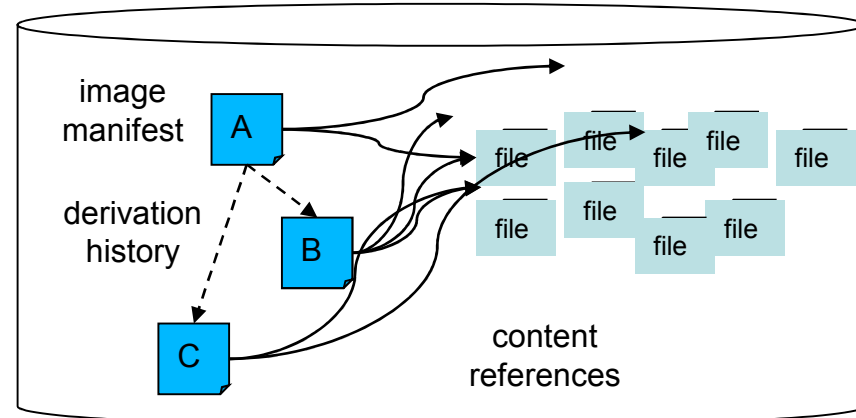 image
manifest
A
derivation
history
B
C
file
file
file
file
file
file
file
file
file
content
references